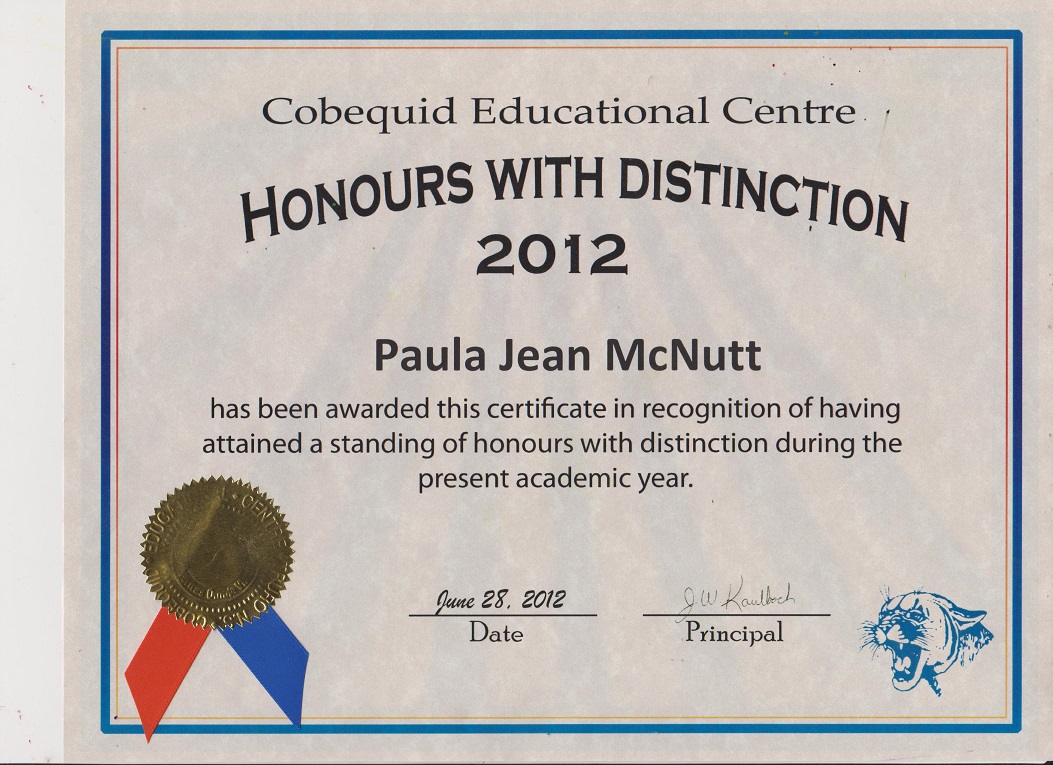 Cobequid Educational Centre
HONOURS WITH DISTINCTION
2012
Paula Jean McNutt
has been awarded this certificate in recognition of having
attained a standing of honours with distinction during the
present academic year.
June 28, 2012
J W Kaulbach
Date
Principal